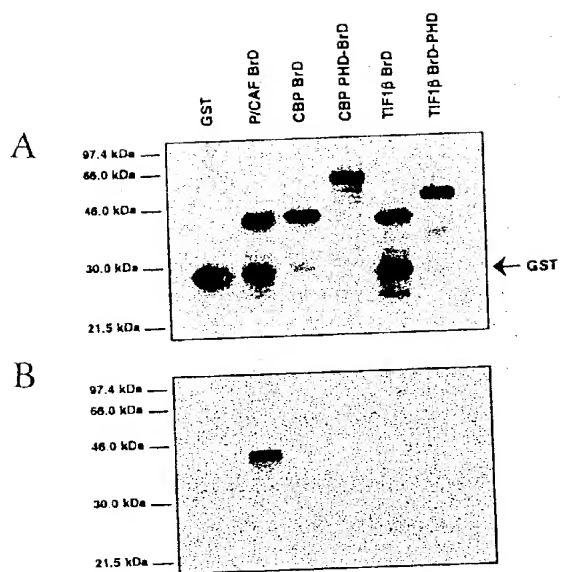 GST
P/CAF BrD
CBP BrD
CBP PHD-BrD
TIF1β BrD
TIF1β BrD-PHD
A
97.4 kDa
66.0 kDa
46.0 kDa
30.0 kDa
21.5 kDa
GST
B
97.4 kDa
66.0 kDa
46.0 kDa
30.0 kDa
21.5 kDa